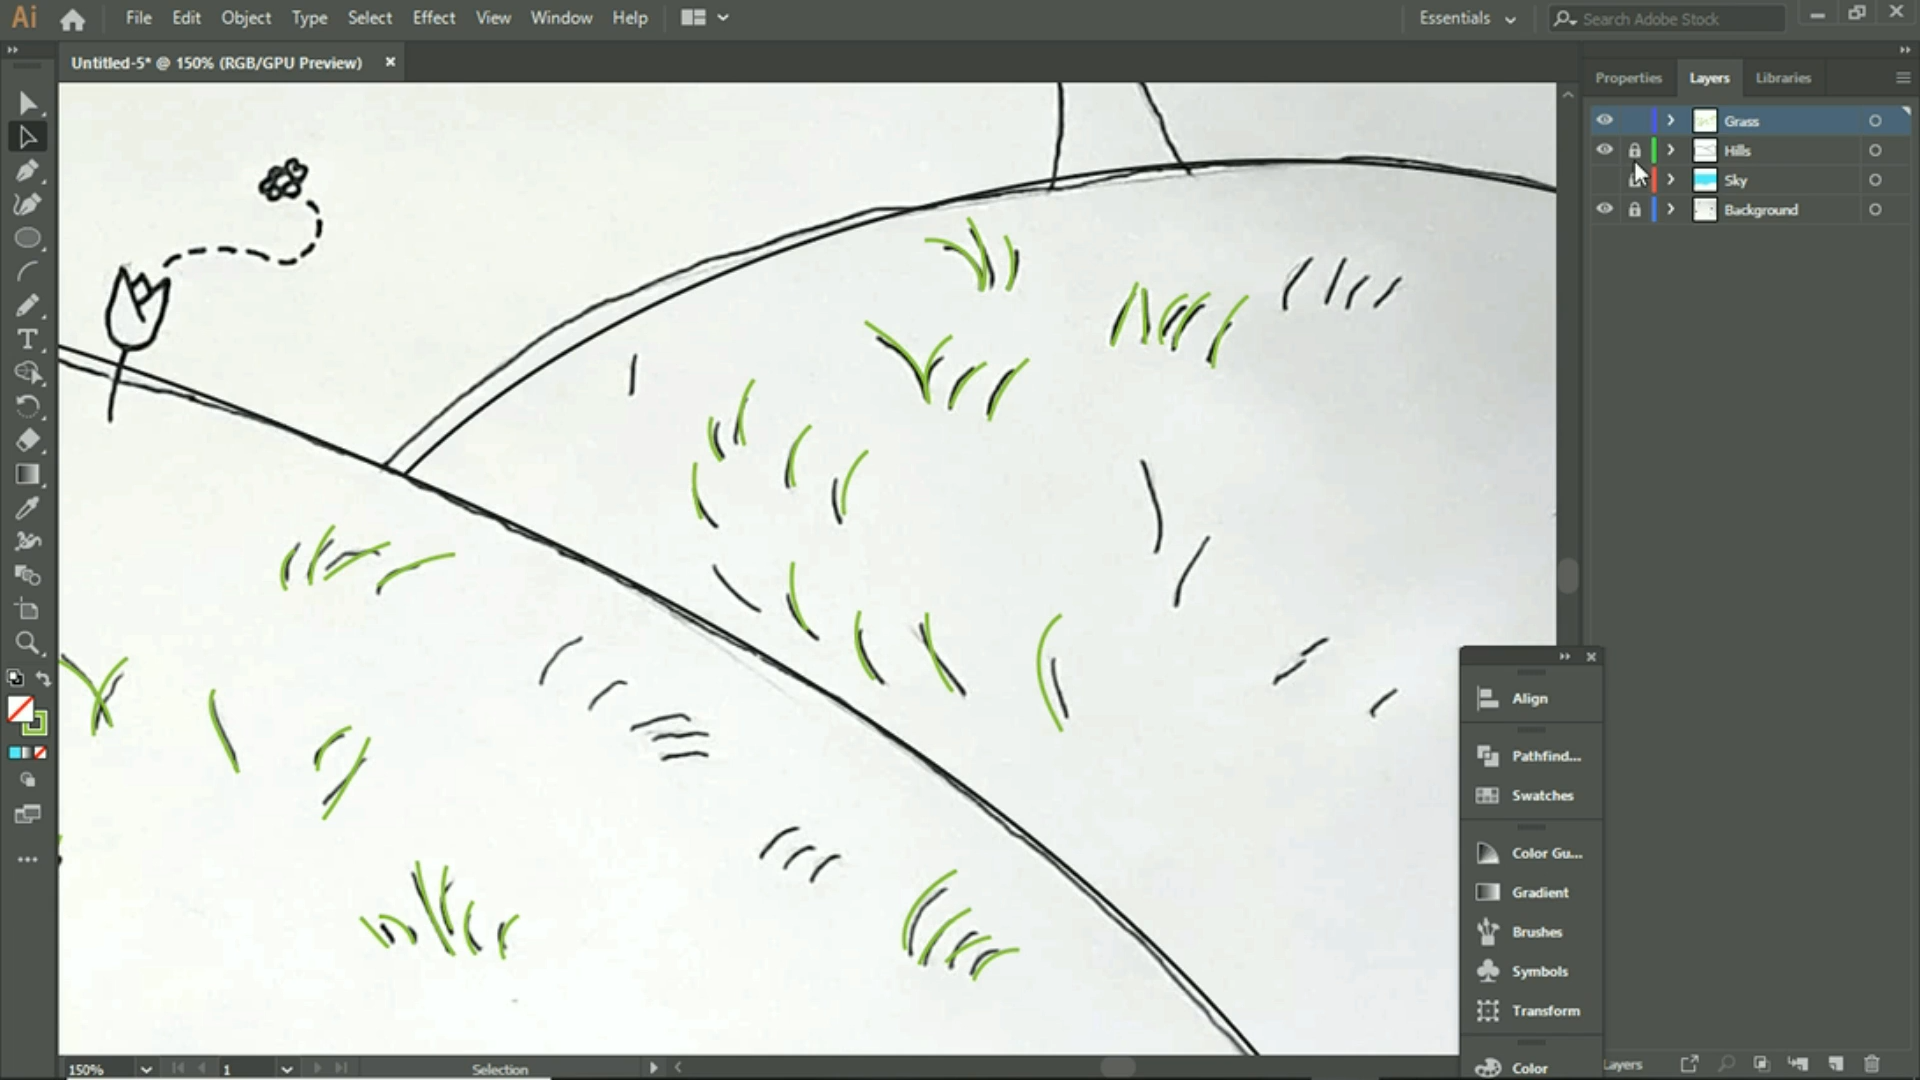 Ai File Edit Object Type Select Effect View Window Help Essentials Search Adobe Stock
Untitled-5* @ 150% (RGB/GPU Preview)
Properties Layers Libraries
Grass
Hills
Sky
Background
Align
Pathfind...
Swatches
Color Gu...
Gradient
Brushes
Symbols
Transform
Color
150% 1 Selection
Layers